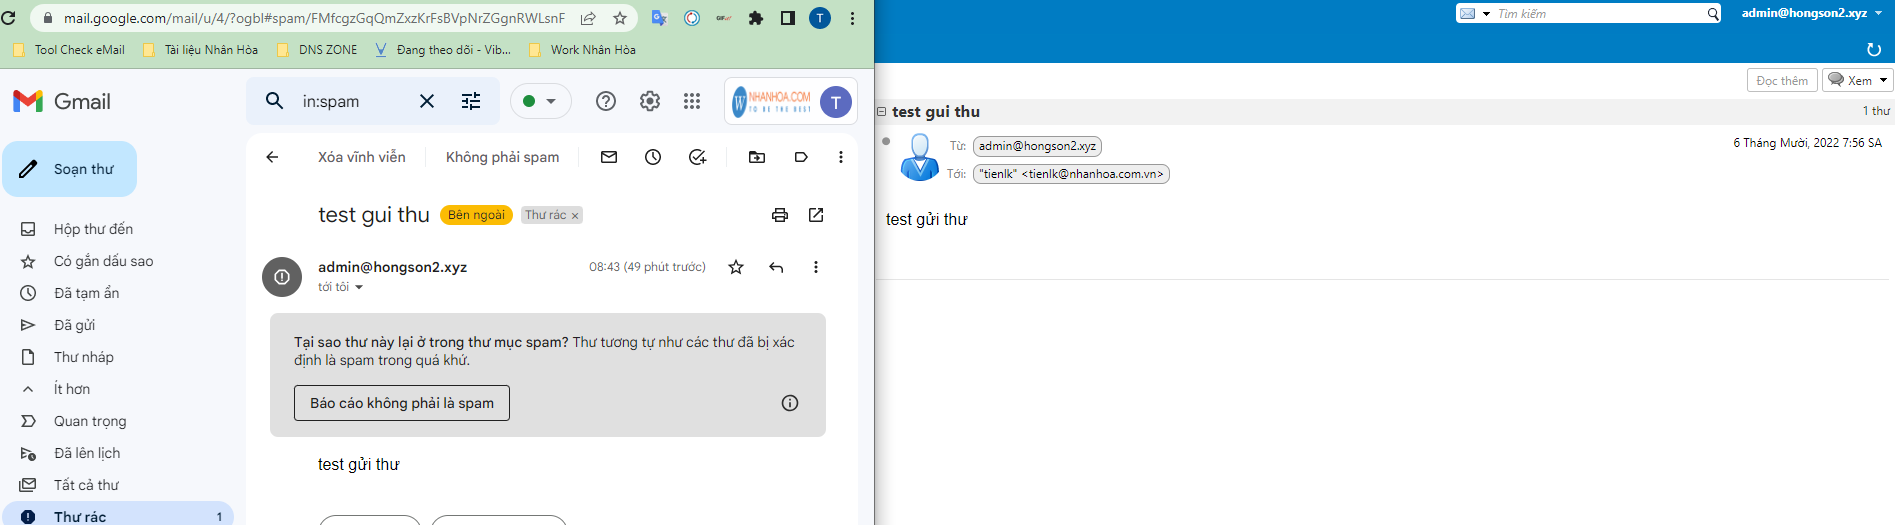 mail.google.com/mail/u/4/?ogbl#spam/FMfcgzGqQmZxzKrFsBVpNrZGgnRWLsnF
GIF
T
Tool Check eMail
Tài liệu Nhân Hòa
DNS ZONE
Đang theo dõi - Vib...
Work Nhân Hòa
Gmail
in:spam
NHANHOA.COM
TO BE THE BEST
T
Soạn thư
Hộp thư đến
Có gắn dấu sao
Đã tạm ẩn
Đã gửi
Thư nháp
Ít hơn
Quan trọng
Đã lên lịch
Tất cả thư
Thư rác
1
Xóa vĩnh viễn
Không phải spam
test gui thu
Bên ngoài
Thư rác ×
admin@hongson2.xyz
08:43 (49 phút trước)
tới tôi
Tại sao thư này lại ở trong thư mục spam? Thư tương tự như các thư đã bị xác
định là spam trong quá khứ.
Báo cáo không phải là spam
test gửi thư
Tìm kiếm
admin@hongson2.xyz
Đọc thêm
Xem
test gui thu
1 thư
Từ:
admin@hongson2.xyz
6 Tháng Mười, 2022 7:56 SA
Tới:
"tienlk" <tienlk@nhanhoa.com.vn>
test gửi thư